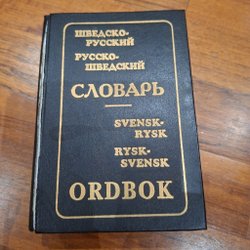 ШВЕДСКО-
РУССКИЙ
РУССКО-
ШВЕДСКИЙ
СЛОВАРЬ
SVENSK-
RYSK
RYSK-
SVENSK
ORDBOK